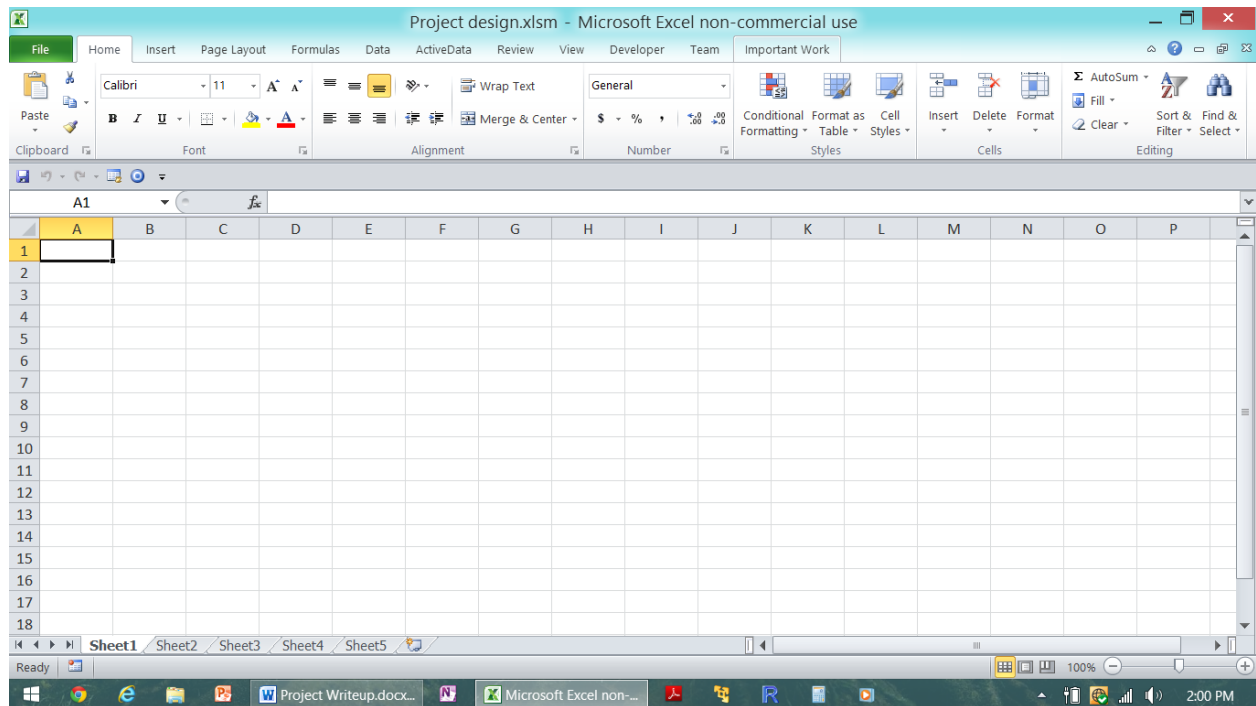 Project design.xlsm - Microsoft Excel non-commercial use
File Home Insert Page Layout Formulas Data ActiveData Review View Developer Team Important Work
Calibri 11 A A Wrap Text General Σ AutoSum
Fill
Paste B I U A Merge & Center $ % , .0 .00 .00 .0 Conditional Formatting Format as Table Cell Styles Insert Delete Format Clear Sort & Filter Find & Select
Clipboard Font Alignment Number Styles Cells Editing
A1 fx
A B C D E F G H I J K L M N O P
1
2
3
4
5
6
7
8
9
10
11
12
13
14
15
16
17
18
Sheet1 Sheet2 Sheet3 Sheet4 Sheet5
Ready 100%
Project Writeup.docx... Microsoft Excel non-... 2:00 PM